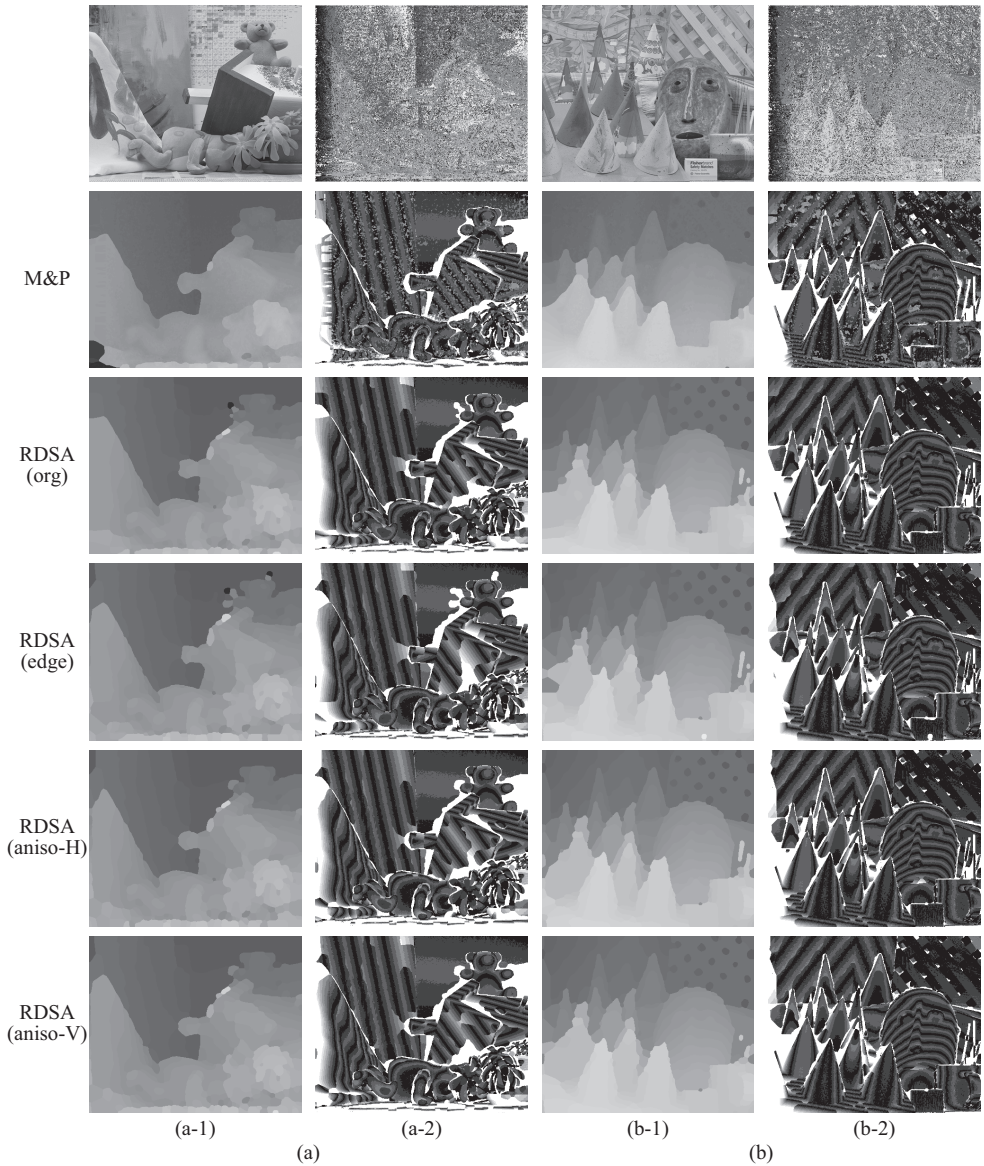 M&P
RDSA
(org)
RDSA
(edge)
RDSA
(aniso-H)
RDSA
(aniso-V)
(a-1)
(a-2)
(b-1)
(b-2)
(a)
(b)